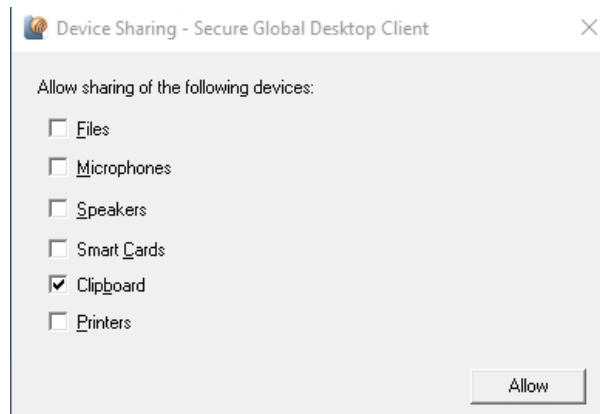 Device Sharing - Secure Global Desktop Client
Allow sharing of the following devices:
Files
Microphones
Speakers
Smart Cards
Clipboard
Printers
Allow